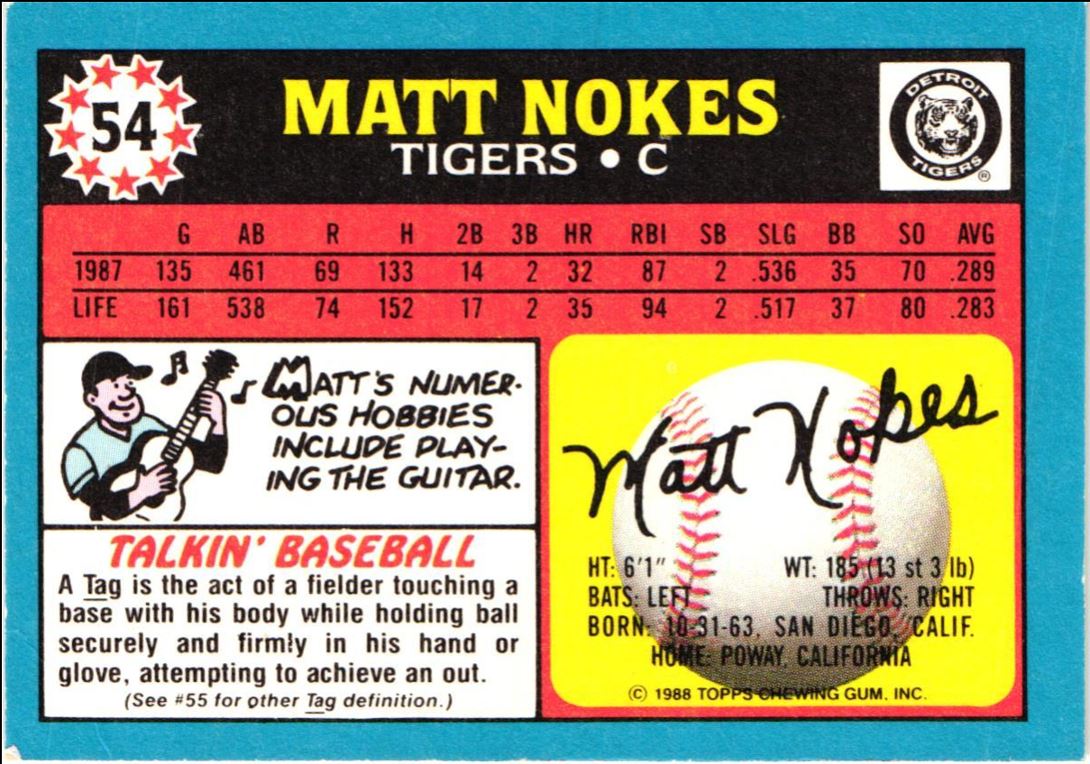 54
MATT NOKES
TIGERS • C
DETROIT
TIGERS
®
G AB R H 2B 3B HR RBI SB SLG BB SO AVG
1987 135 461 69 133 14 2 32 87 2 .536 35 70 .289
LIFE 161 538 74 152 17 2 35 94 2 .517 37 80 .283
MATT'S NUMER-
OUS HOBBIES
INCLUDE PLAY-
ING THE GUITAR.
TALKIN' BASEBALL
A Tag is the act of a fielder touching a
base with his body while holding ball
securely and firmly in his hand or
glove, attempting to achieve an out.
(See #55 for other Tag definition.)
Matt Nokes
HT: 6'1" WT: 185 (13 st 3 lb)
BATS: LEFT THROWS: RIGHT
BORN: 10-31-63, SAN DIEGO, CALIF.
HOME: POWAY, CALIFORNIA
© 1988 TOPPS CHEWING GUM, INC.